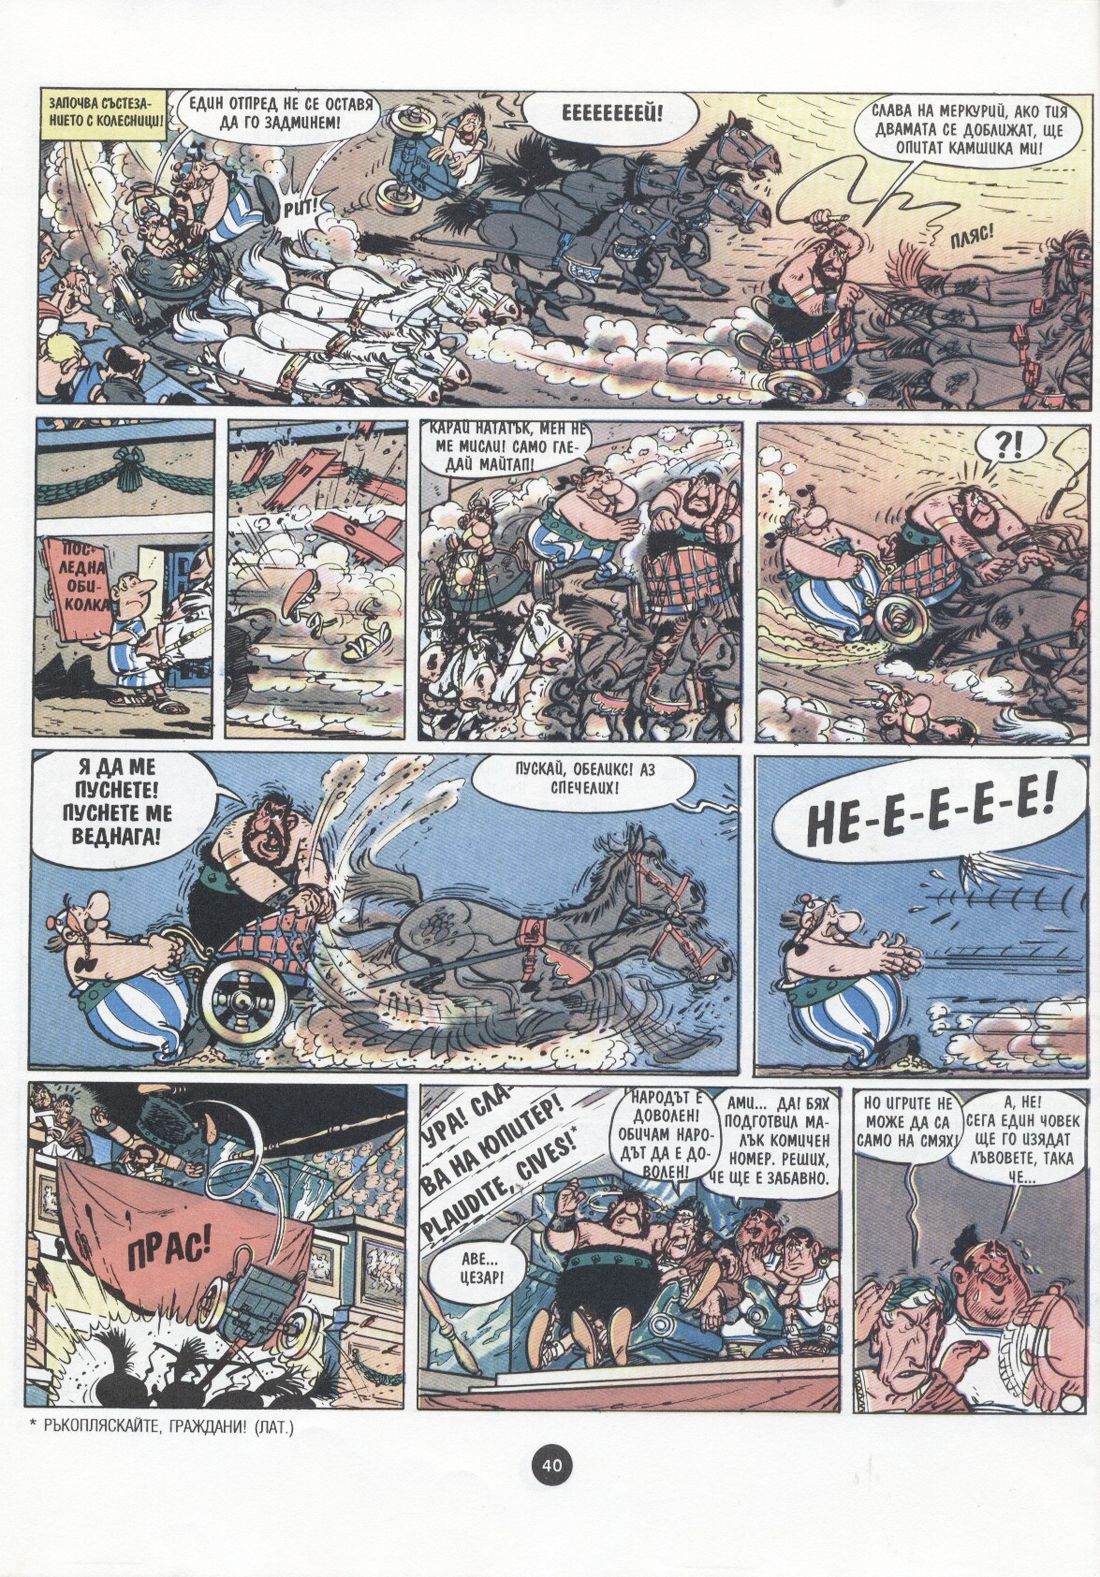 ЗАПОЧВА СЪСТЕЗА-
НИЕТО С КОЛЕСНИЦИ!
ЕДИН ОТПРЕД НЕ СЕ ОСТАВЯ
ДА ГО ЗАДМИНЕМ!
РИТ!
ЕЕЕЕЕЕЕЕЙ!
СЛАВА НА МЕРКУРИЙ, АКО ТИЯ
ДВАМАТА СЕ ДОБЛИЖАТ, ЩЕ
ОПИТАТ КАМШИКА МИ!
ПЛЯС!
ПОС-
ЛЕДНА
ОБИ-
КОЛКА
КАРАЙ НАТАТЪК, МЕН НЕ
МЕ МИСЛИ! САМО ГЛЕ-
ДАЙ МАЙТАП!
?!
Я ДА МЕ
ПУСНЕТЕ!
ПУСНЕТЕ МЕ
ВЕДНАГА!
ПУСКАЙ, ОБЕЛИКС! АЗ
СПЕЧЕЛИХ!
НЕ-Е-Е-Е-Е!
ПРАС!
УРА! СЛА-
ВА НА ЮПИТЕР!
PLAUDITE, CIVES!*
АВЕ...
ЦЕЗАР!
НАРОДЪТ Е
ДОВОЛЕН!
ОБИЧАМ НАРО-
ДЪТ ДА Е ДО-
ВОЛЕН!
АМИ... ДА! БЯХ
ПОДГОТВИЛ МА-
ЛЪК КОМИЧЕН
НОМЕР. РЕШИХ,
ЧЕ ЩЕ Е ЗАБАВНО.
НО ИГРИТЕ НЕ
МОЖЕ ДА СА
САМО НА СМЯХ!
А, НЕ!
СЕГА ЕДИН ЧОВЕК
ЩЕ ГО ИЗЯДАТ
ЛЪВОВЕТЕ, ТАКА
ЧЕ...
* РЪКОПЛЯСКАЙТЕ, ГРАЖДАНИ! (ЛАТ.)
40